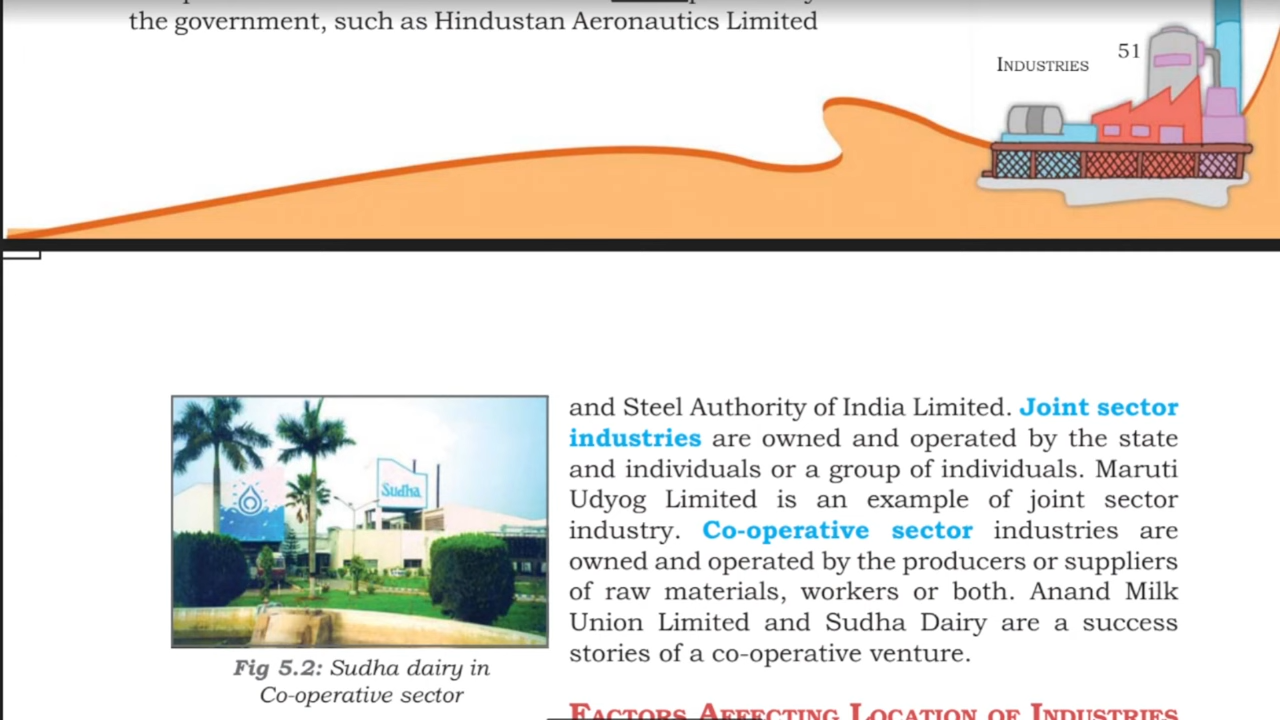 the government, such as Hindustan Aeronautics Limited
INDUSTRIES 51
and Steel Authority of India Limited. Joint sector
industries are owned and operated by the state
and individuals or a group of individuals. Maruti
Udyog Limited is an example of joint sector
industry. Co-operative sector industries are
owned and operated by the producers or suppliers
of raw materials, workers or both. Anand Milk
Union Limited and Sudha Dairy are a success
stories of a co-operative venture.
Sudha
Fig 5.2: Sudha dairy in
Co-operative sector
FACTORS AFFECTING LOCATION OF INDUSTRIES